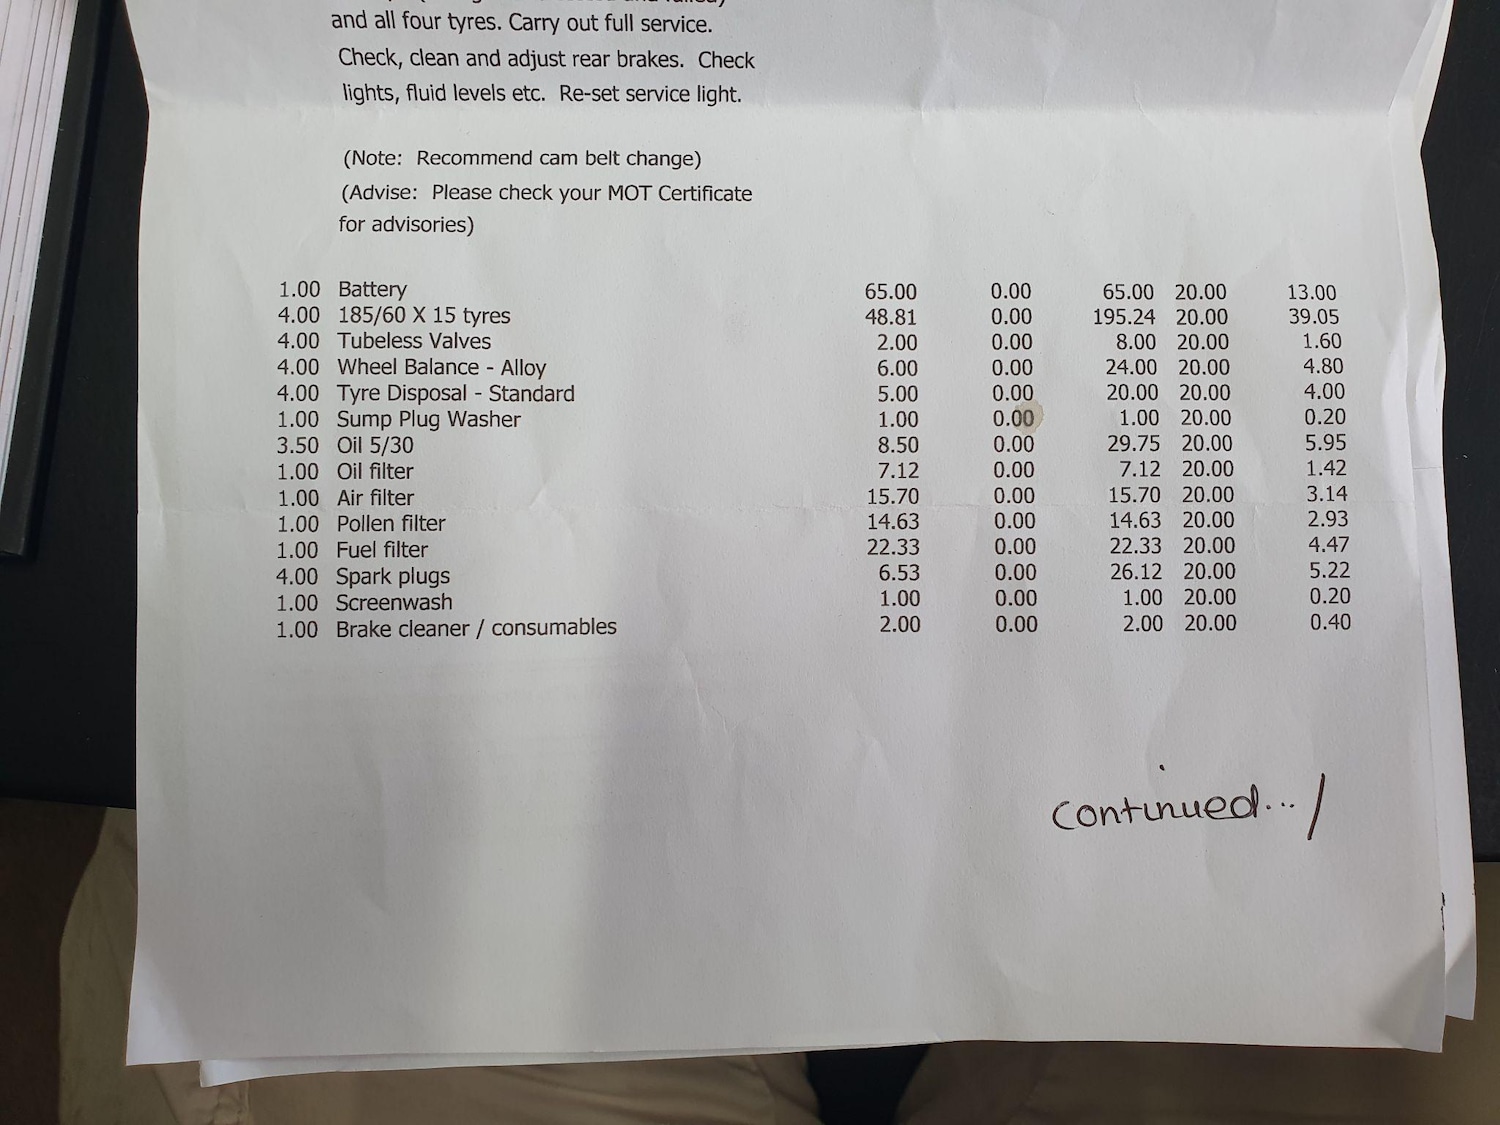 and all four tyres. Carry out full service.
Check, clean and adjust rear brakes. Check
lights, fluid levels etc. Re-set service light.
(Note: Recommend cam belt change)
(Advise: Please check your MOT Certificate
for advisories)
1.00 Battery 65.00 0.00 65.00 20.00 13.00
4.00 185/60 X 15 tyres 48.81 0.00 195.24 20.00 39.05
4.00 Tubeless Valves 2.00 0.00 8.00 20.00 1.60
4.00 Wheel Balance - Alloy 6.00 0.00 24.00 20.00 4.80
4.00 Tyre Disposal - Standard 5.00 0.00 20.00 20.00 4.00
1.00 Sump Plug Washer 1.00 0.00 1.00 20.00 0.20
3.50 Oil 5/30 8.50 0.00 29.75 20.00 5.95
1.00 Oil filter 7.12 0.00 7.12 20.00 1.42
1.00 Air filter 15.70 0.00 15.70 20.00 3.14
1.00 Pollen filter 14.63 0.00 14.63 20.00 2.93
1.00 Fuel filter 22.33 0.00 22.33 20.00 4.47
4.00 Spark plugs 6.53 0.00 26.12 20.00 5.22
1.00 Screenwash 1.00 0.00 1.00 20.00 0.20
1.00 Brake cleaner / consumables 2.00 0.00 2.00 20.00 0.40
continued... /